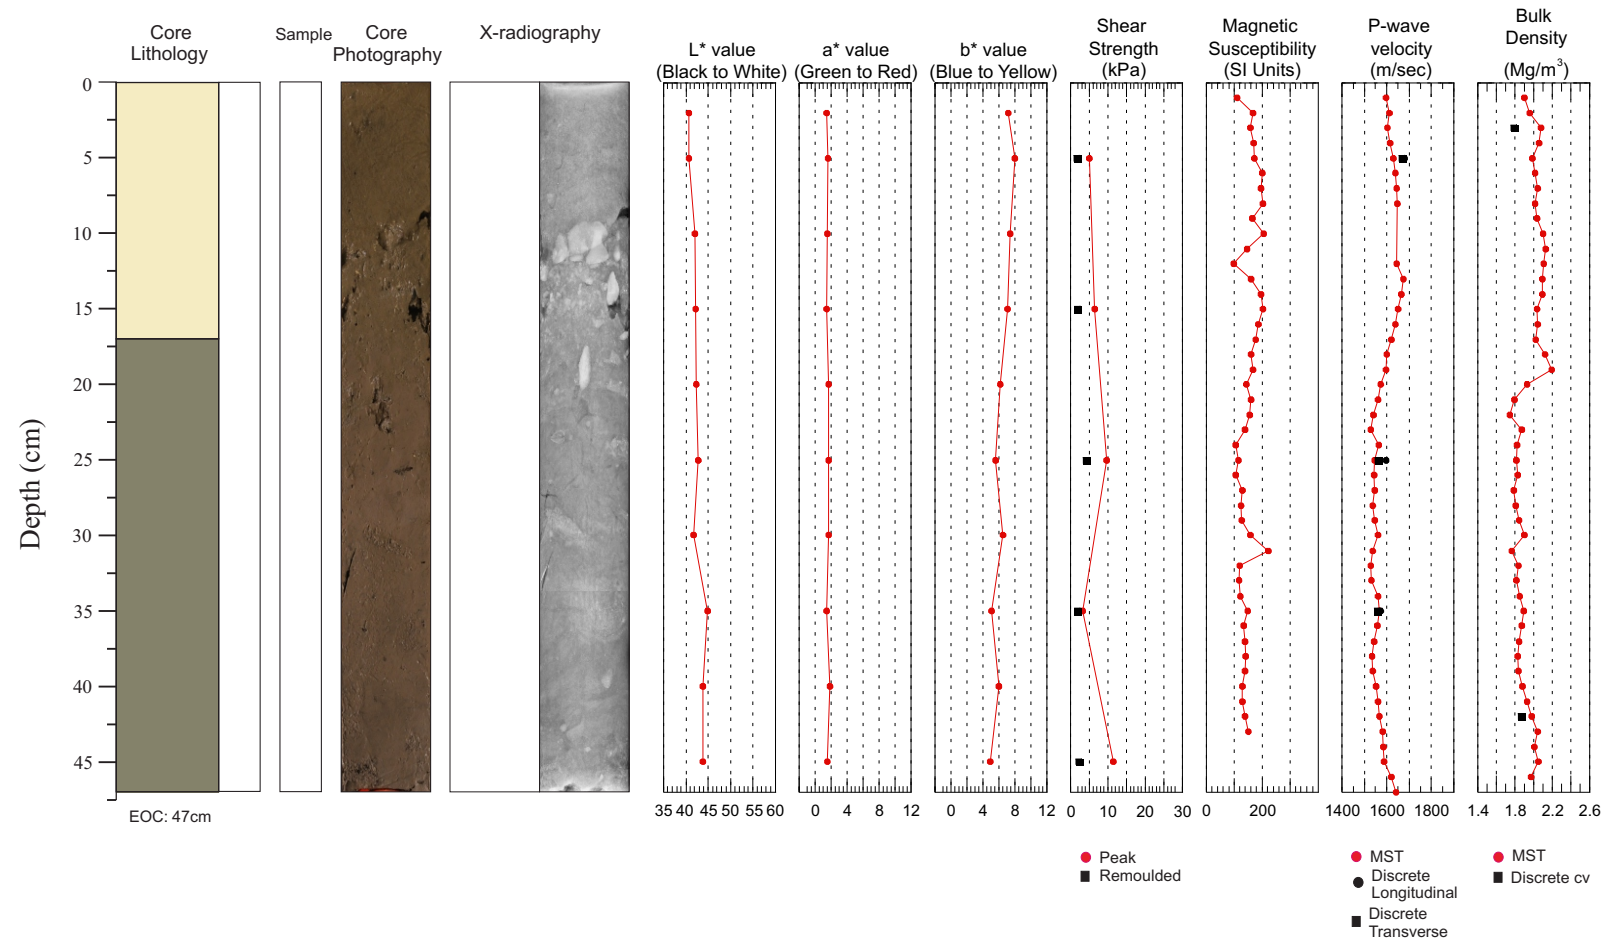 Core
Lithology
Sample
Core
Photography
X-radiography
L* value
(Black to White)
a* value
(Green to Red)
b* value
(Blue to Yellow)
Shear
Strength
(kPa)
Magnetic
Susceptibility
(SI Units)
P-wave
velocity
(m/sec)
Bulk
Density
(Mg/m³)
Depth (cm)
0
5
10
15
20
25
30
35
40
45
EOC: 47cm
35 40 45 50 55 60
0 4 8 12
0 4 8 12
0 10 20 30
0 200
1400 1600 1800
1.4 1.8 2.2 2.6
Peak
Remoulded
MST
Discrete
Longitudinal
Discrete
Transverse
MST
Discrete cv